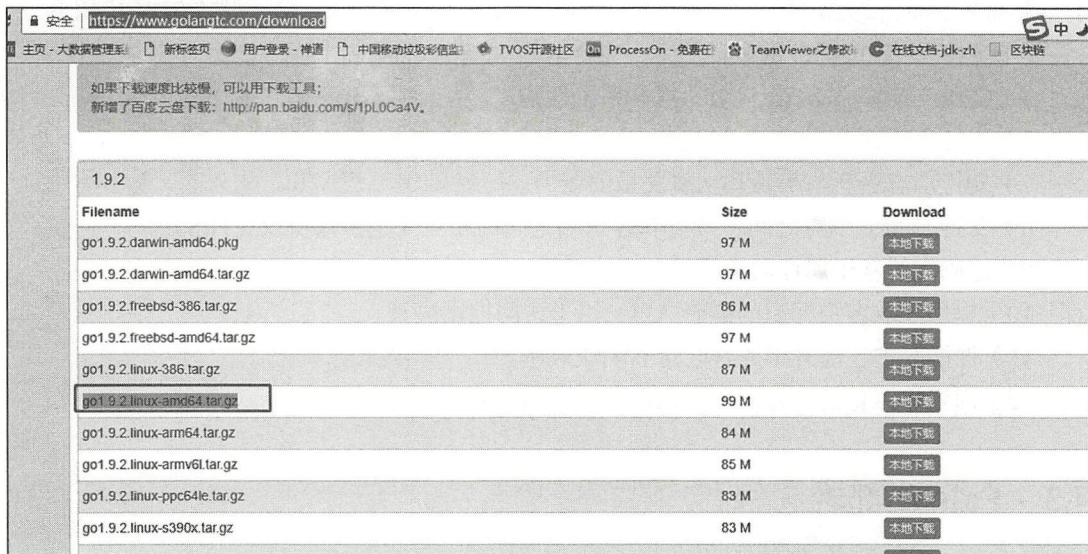 安全 | https://www.golangtc.com/download
中
主页 - 大数据管理系 新标签页 用户登录 - 禅道 中国移动垃圾彩信监 TVOS开源社区 On ProcessOn - 免费在 TeamViewer之修改i 在线文档-jdk-zh 区块链
如果下载速度比较慢，可以用下载工具；
新增了百度云盘下载：http://pan.baidu.com/s/1pL0Ca4V。
1.9.2
Filename Size Download
go1.9.2.darwin-amd64.pkg 97 M 本地下载
go1.9.2.darwin-amd64.tar.gz 97 M 本地下载
go1.9.2.freebsd-386.tar.gz 86 M 本地下载
go1.9.2.freebsd-amd64.tar.gz 97 M 本地下载
go1.9.2.linux-386.tar.gz 87 M 本地下载
go1.9.2.linux-amd64.tar.gz 99 M 本地下载
go1.9.2.linux-arm64.tar.gz 84 M 本地下载
go1.9.2.linux-armv6l.tar.gz 85 M 本地下载
go1.9.2.linux-ppc64le.tar.gz 83 M 本地下载
go1.9.2.linux-s390x.tar.gz 83 M 本地下载